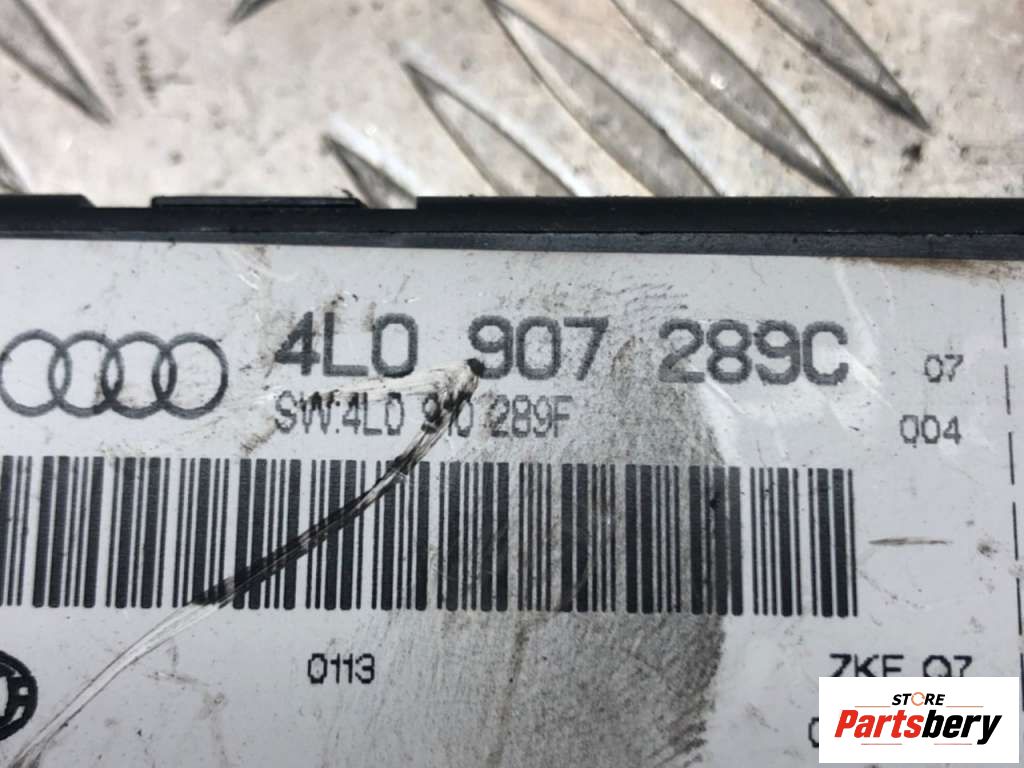 4L0 907 289C 07
SW:4L0 910 289F 004
0113 ZKE Q7
STORE
Partsbery